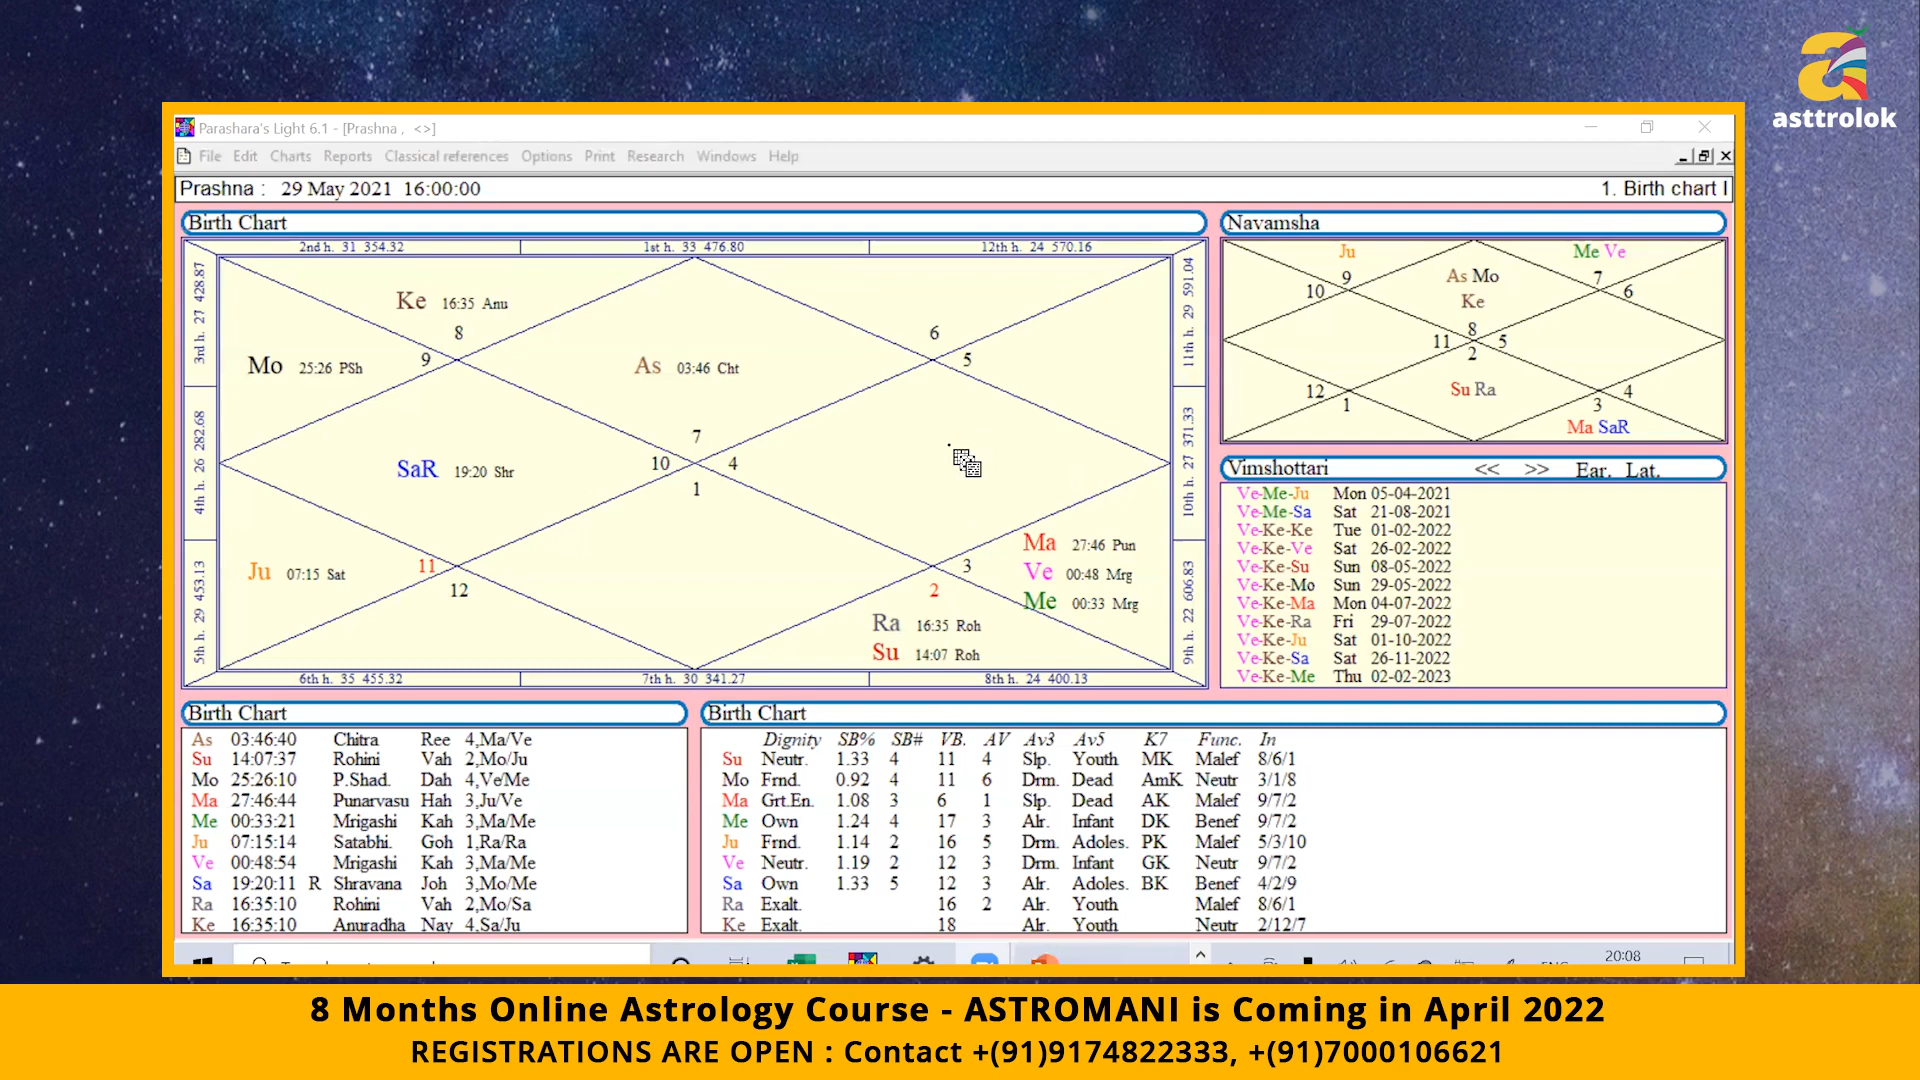 asttrolok
Parashara's Light 6.1 - [Prashna , <>]
File Edit Charts Reports Classical references Options Print Research Windows Help
Prashna : 29 May 2021 16:00:00
1. Birth chart I
Birth Chart
2nd h. 31 354.32
1st h. 33 476.80
12th h. 24 570.16
3rd h. 27 428.87
4th h. 26 282.68
5th h. 29 453.13
11th h. 29 591.04
10th h. 27 371.33
9th h. 22 606.83
6th h. 35 455.32
7th h. 30 341.27
8th h. 24 400.13
Ke 16:35 Anu
8
6
9
5
Mo 25:26 PSh
As 03:46 Cht
7
10
4
1
SaR 19:20 Shr
Ju 07:15 Sat
11
12
3
2
Ma 27:46 Pun
Ve 00:48 Mrg
Me 00:33 Mrg
Ra 16:35 Roh
Su 14:07 Roh
Navamsha
Ju
Me Ve
9
As Mo
7
10
Ke
6
8
11
5
2
12
Su Ra
4
1
3
Ma SaR
Vimshottari << >> Ear. Lat.
Ve-Me-Ju Mon 05-04-2021
Ve-Me-Sa Sat 21-08-2021
Ve-Ke-Ke Tue 01-02-2022
Ve-Ke-Ve Sat 26-02-2022
Ve-Ke-Su Sun 08-05-2022
Ve-Ke-Mo Sun 29-05-2022
Ve-Ke-Ma Mon 04-07-2022
Ve-Ke-Ra Fri 29-07-2022
Ve-Ke-Ju Sat 01-10-2022
Ve-Ke-Sa Sat 26-11-2022
Ve-Ke-Me Thu 02-02-2023
Birth Chart
As 03:46:40 Chitra Ree 4,Ma/Ve
Su 14:07:37 Rohini Vah 2,Mo/Ju
Mo 25:26:10 P.Shad. Dah 4,Ve/Me
Ma 27:46:44 Punarvasu Hah 3,Ju/Ve
Me 00:33:21 Mrigashi Kah 3,Ma/Me
Ju 07:15:14 Satabhi. Goh 1,Ra/Ra
Ve 00:48:54 Mrigashi Kah 3,Ma/Me
Sa 19:20:11 R Shravana Joh 3,Mo/Me
Ra 16:35:10 Rohini Vah 2,Mo/Sa
Ke 16:35:10 Anuradha Nay 4,Sa/Ju
Birth Chart
Dignity SB% SB# VB. AV Av3 Av5 K7 Func. In
Su Neutr. 1.33 4 11 4 Slp. Youth MK Malef 8/6/1
Mo Frnd. 0.92 4 11 6 Drm. Dead AmK Neutr 3/1/8
Ma Grt.En. 1.08 3 6 1 Slp. Dead AK Malef 9/7/2
Me Own 1.24 4 17 3 Alr. Infant DK Benef 9/7/2
Ju Frnd. 1.14 2 16 5 Drm. Adoles. PK Malef 5/3/10
Ve Neutr. 1.19 2 12 3 Drm. Infant GK Neutr 9/7/2
Sa Own 1.33 5 12 3 Alr. Adoles. BK Benef 4/2/9
Ra Exalt. 16 2 Alr. Youth Malef 8/6/1
Ke Exalt. 18 Alr. Youth Neutr 2/12/7
20:08
8 Months Online Astrology Course - ASTROMANI is Coming in April 2022
REGISTRATIONS ARE OPEN : Contact +(91)9174822333, +(91)7000106621